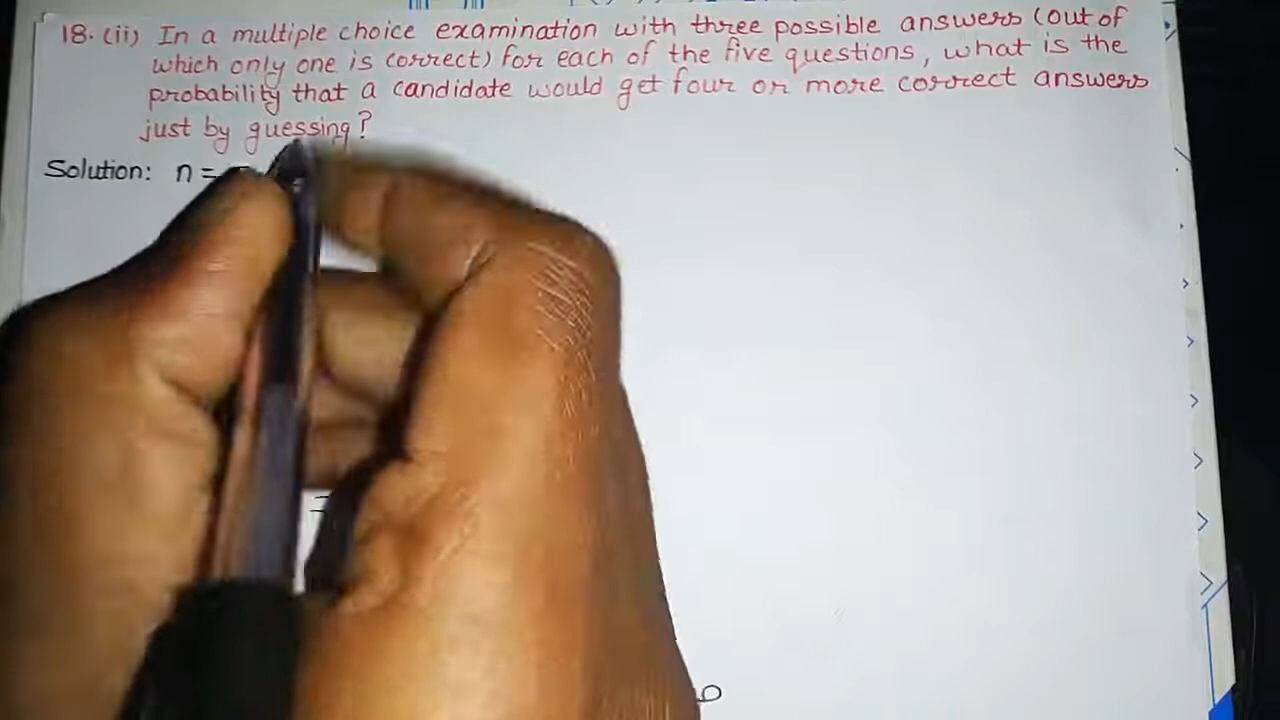 18. (ii) In a multiple choice examination with three possible answers (out of
which only one is correct) for each of the five questions, what is the
probability that a candidate would get four or more correct answers
just by guessing?
Solution: n =